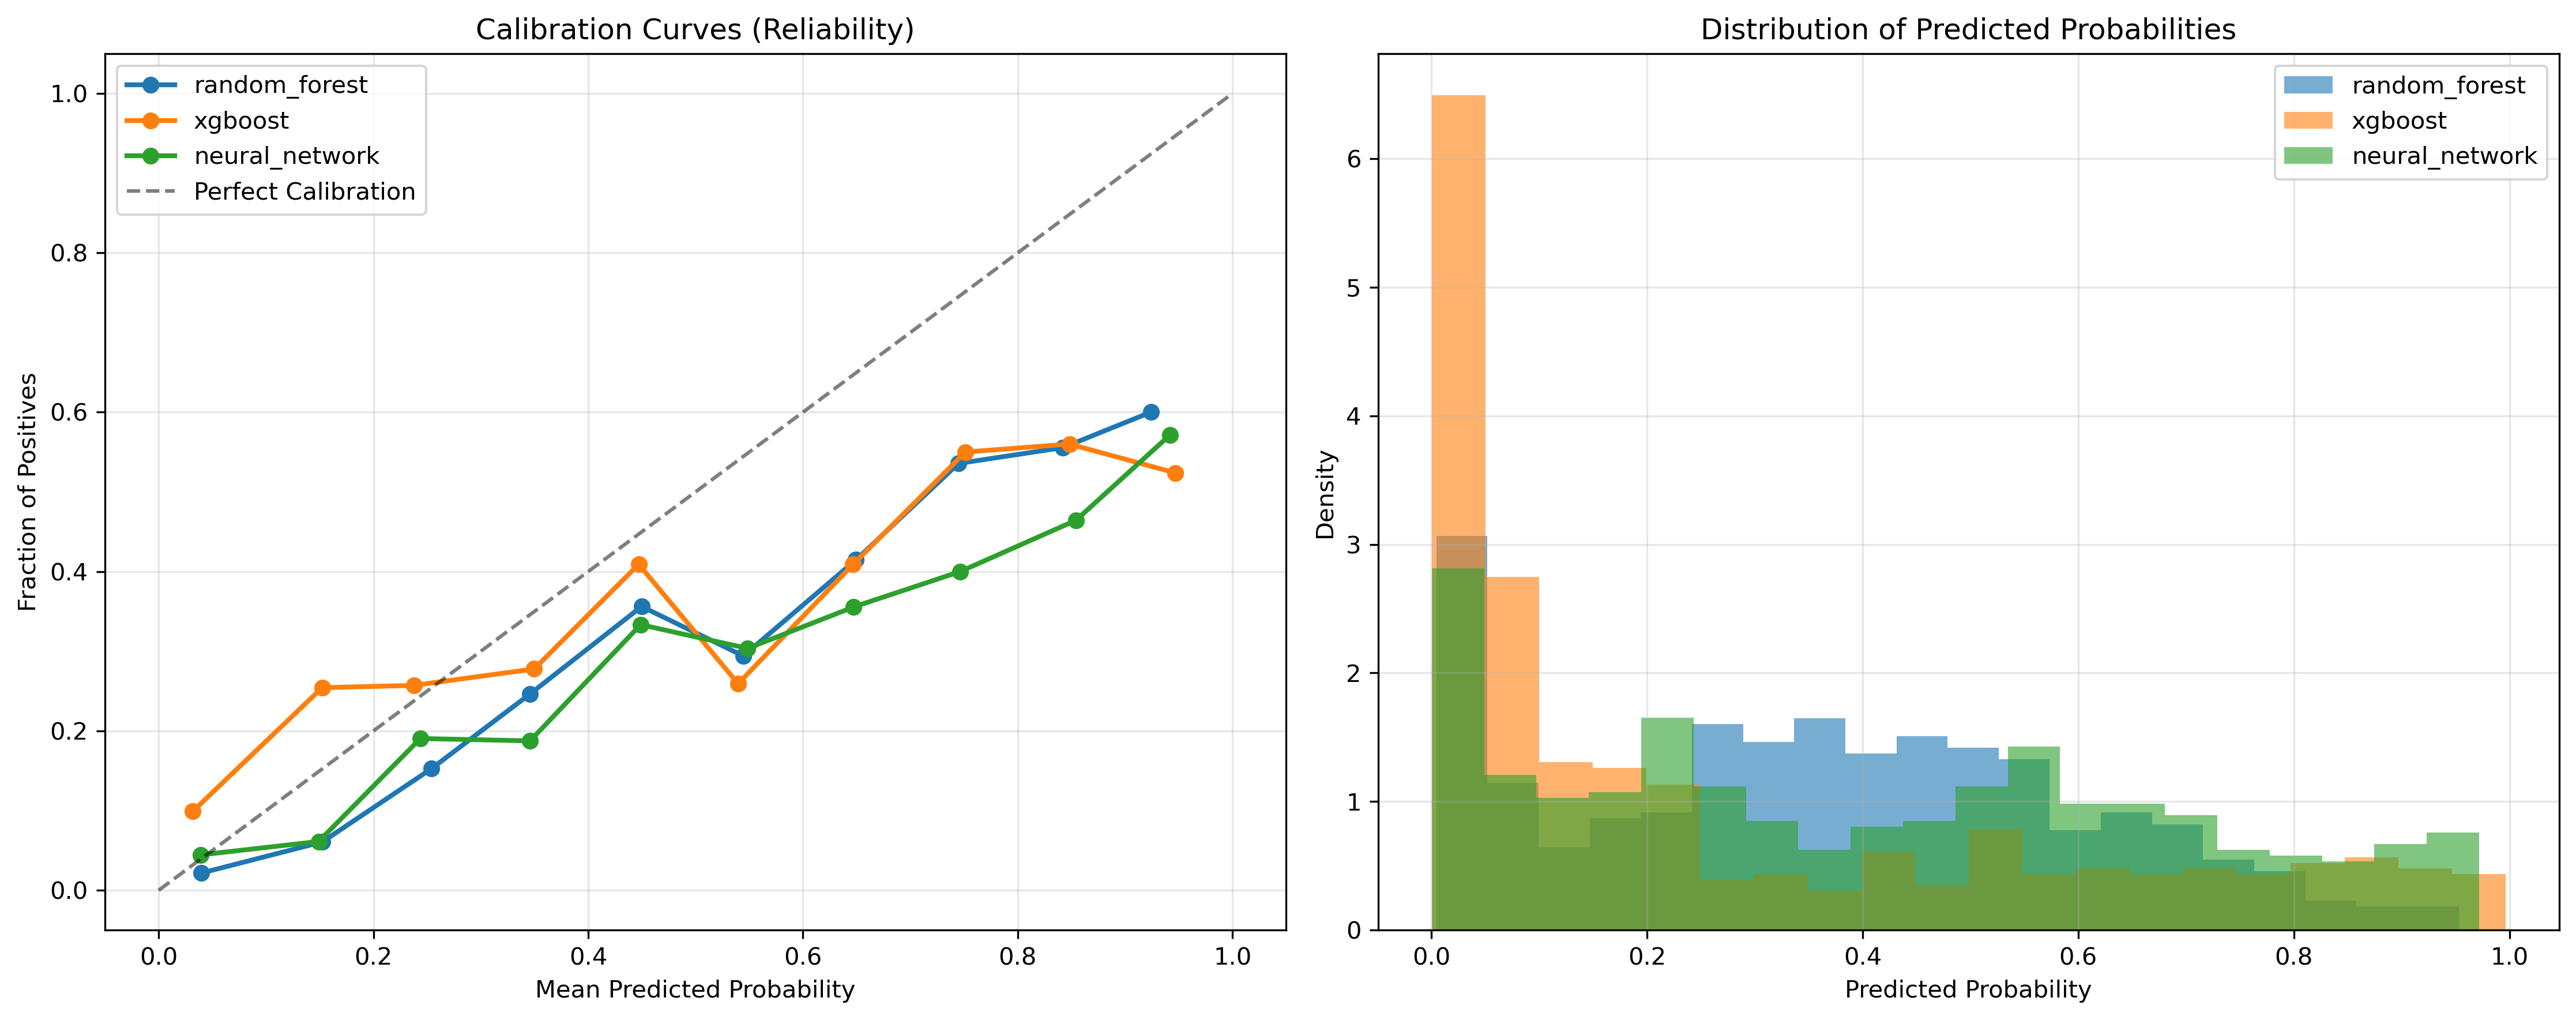 Calibration Curves (Reliability)
random_forest
xgboost
neural_network
Perfect Calibration
Fraction of Positives
1.0
0.8
0.6
0.4
0.2
0.0
0.0 0.2 0.4 0.6 0.8 1.0
Mean Predicted Probability
Distribution of Predicted Probabilities
random_forest
xgboost
neural_network
Density
6
5
4
3
2
1
0
0.0 0.2 0.4 0.6 0.8 1.0
Predicted Probability